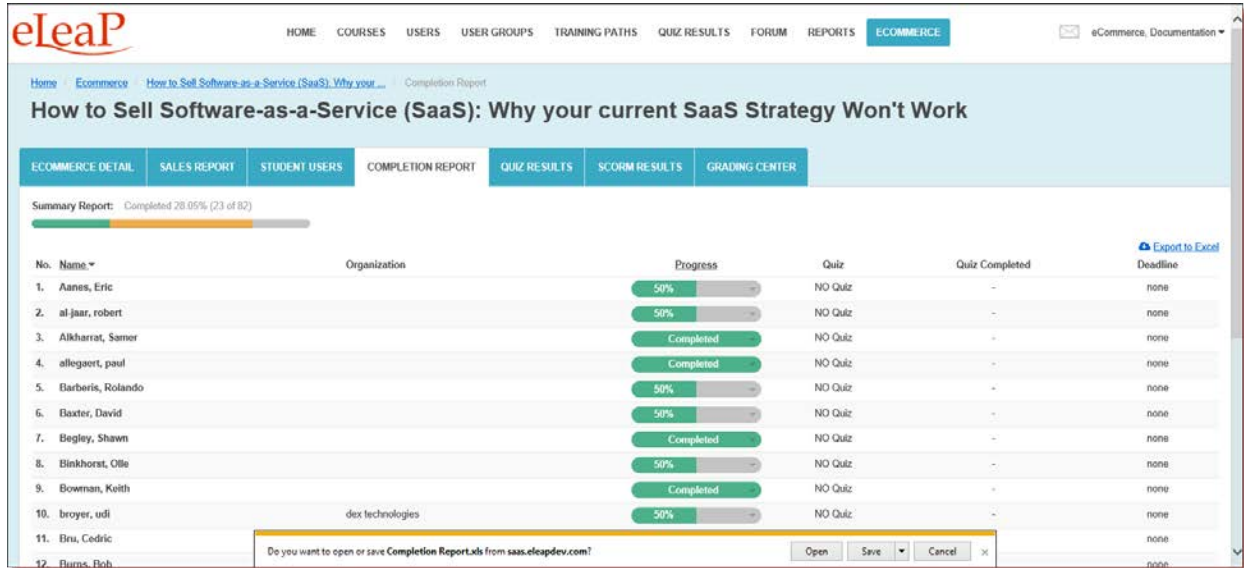 eLeaP
HOME COURSES USERS USER GROUPS TRAINING PATHS QUIZ RESULTS FORUM REPORTS ECOMMERCE eCommerce, Documentation
Home / Ecommerce / How to Sell Software-as-a-Service (SaaS): Why your ... / Completion Report
How to Sell Software-as-a-Service (SaaS): Why your current SaaS Strategy Won't Work
ECOMMERCE DETAIL SALES REPORT STUDENT USERS COMPLETION REPORT QUIZ RESULTS SCORM RESULTS GRADING CENTER
Summary Report: Completed 28.05% (23 of 82)
Export to Excel
No. Name Organization Progress Quiz Quiz Completed Deadline
1. Aanes, Eric 50% NO Quiz - none
2. al-jaar, robert 50% NO Quiz - none
3. Alkharrat, Samer Completed NO Quiz - none
4. allegaert, paul Completed NO Quiz - none
5. Barberis, Rolando 50% NO Quiz - none
6. Baxter, David 50% NO Quiz - none
7. Begley, Shawn Completed NO Quiz - none
8. Binkhorst, Olle 50% NO Quiz - none
9. Bowman, Keith Completed NO Quiz - none
10. broyer, udi dex technologies 50% NO Quiz - none
11. Bru, Cedric none
Do you want to open or save Completion Report.xls from saas.eleapdev.com? Open Save Cancel ×
12. Burns, Bob none